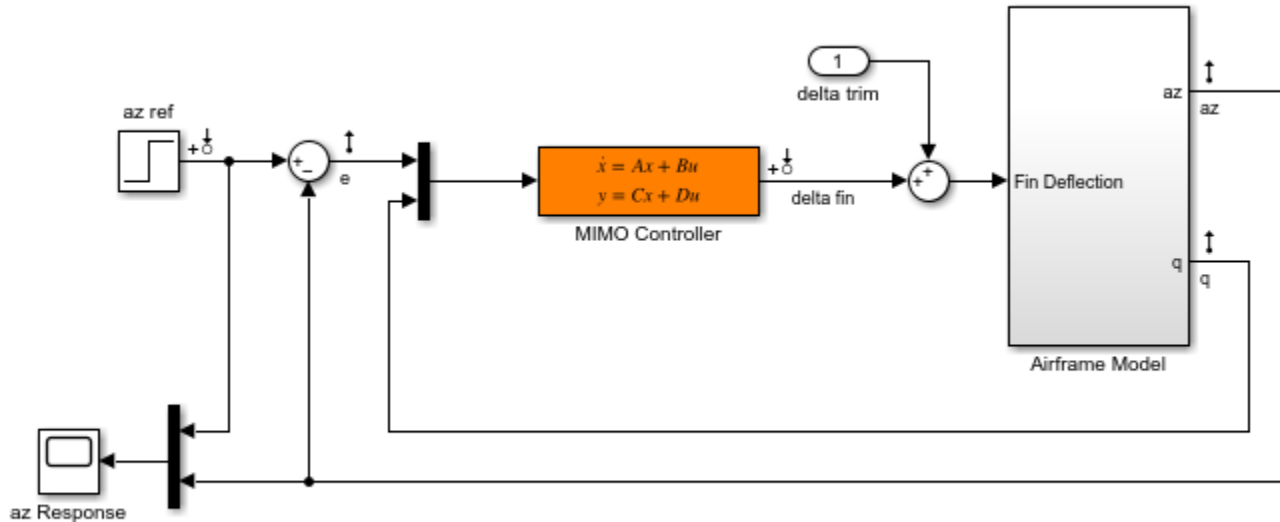 1
delta trim
az ref
az
az
e
ẋ = Ax + Bu
y = Cx + Du
MIMO Controller
delta fin
Fin Deflection
q
q
Airframe Model
az Response